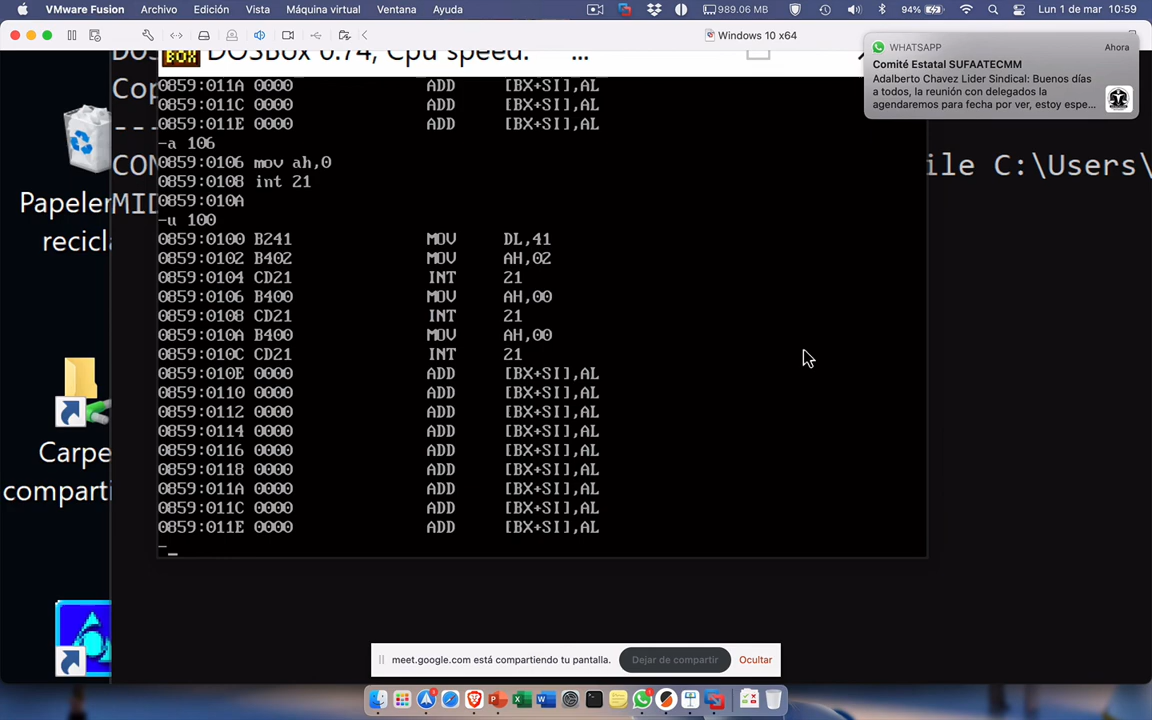 VMware Fusion Archivo Edición Vista Máquina virtual Ventana Ayuda 989.06 MB 94% Lun 1 de mar 10:59
Windows 10 x64
WHATSAPP Ahora
Comité Estatal SUFAATECMM
Adalberto Chavez Lider Sindical: Buenos días
a todos, la reunión con delegados la
agendaremos para fecha por ver, estoy espe...
BOX DOSBox 0.74, Cpu speed: ...
DOS
Cop
---
CON
ile C:\Users\
MID
Papeler
recicl
Carpe
comparti
0859:011A 0000 ADD [BX+SI],AL
0859:011C 0000 ADD [BX+SI],AL
0859:011E 0000 ADD [BX+SI],AL
-a 106
0859:0106 mov ah,0
0859:0108 int 21
0859:010A
-u 100
0859:0100 B241 MOV DL,41
0859:0102 B402 MOV AH,02
0859:0104 CD21 INT 21
0859:0106 B400 MOV AH,00
0859:0108 CD21 INT 21
0859:010A B400 MOV AH,00
0859:010C CD21 INT 21
0859:010E 0000 ADD [BX+SI],AL
0859:0110 0000 ADD [BX+SI],AL
0859:0112 0000 ADD [BX+SI],AL
0859:0114 0000 ADD [BX+SI],AL
0859:0116 0000 ADD [BX+SI],AL
0859:0118 0000 ADD [BX+SI],AL
0859:011A 0000 ADD [BX+SI],AL
0859:011C 0000 ADD [BX+SI],AL
0859:011E 0000 ADD [BX+SI],AL
-_
meet.google.com está compartiendo tu pantalla. Dejar de compartir Ocultar